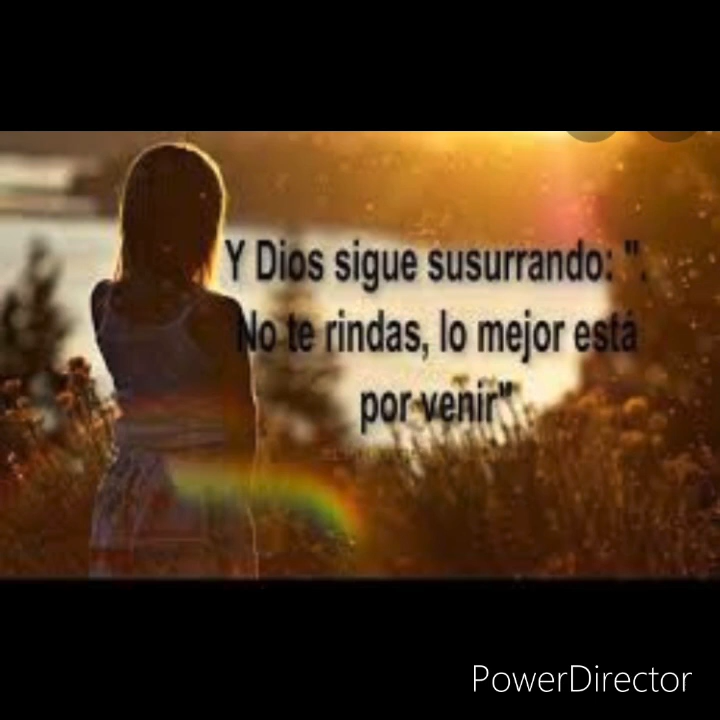 Y Dios sigue susurrando: ".
No te rindas, lo mejor está
por venir"
PowerDirector